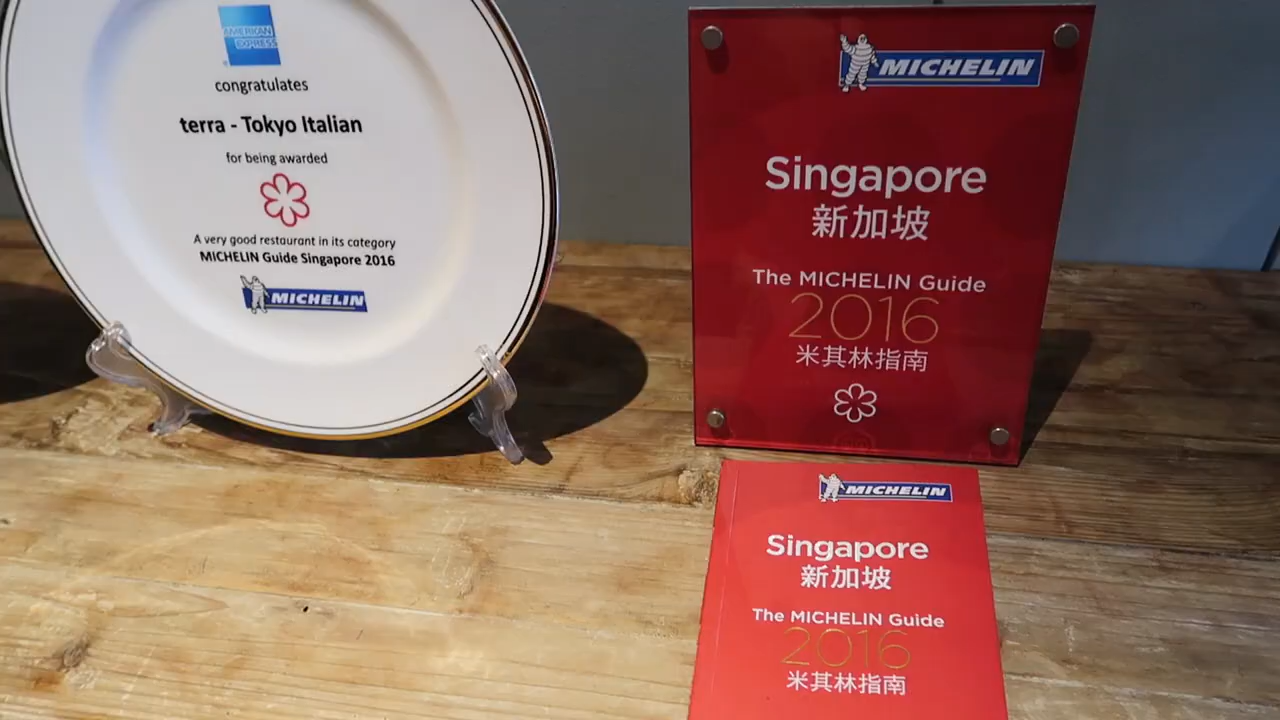 AMERICAN
EXPRESS
congratulates
terra - Tokyo Italian
for being awarded
A very good restaurant in its category
MICHELIN Guide Singapore 2016
MICHELIN
MICHELIN
Singapore
新加坡
The MICHELIN Guide
2016
米其林指南
MICHELIN
Singapore
新加坡
The MICHELIN Guide
2016
米其林指南